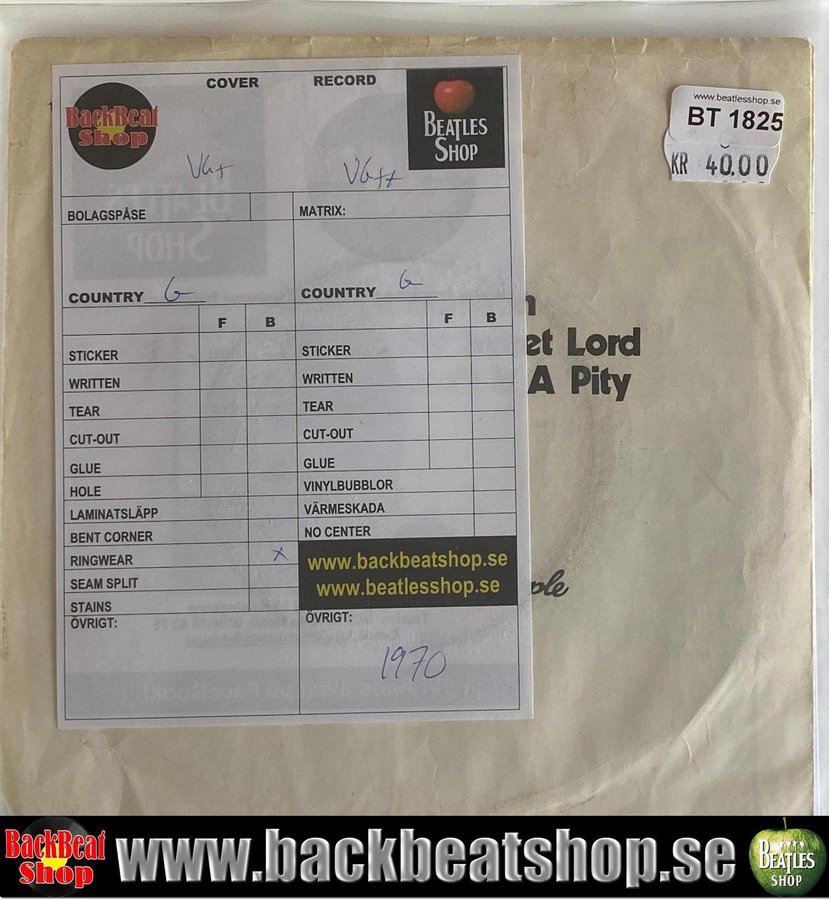 COVER RECORD
BackBeat
Shop
BEATLES
SHOP
www.beatlesshop.se
BT 1825
KR 40.00
VG+ VG++
BOLAGSPÅSE MATRIX:
COUNTRY G COUNTRY G
F B F B
STICKER STICKER
WRITTEN WRITTEN
TEAR TEAR
CUT-OUT CUT-OUT
GLUE GLUE
HOLE VINYLBUBBLOR
LAMINATSLÄPP VÄRMESKADA
BENT CORNER NO CENTER
RINGWEAR X
SEAM SPLIT
STAINS
www.backbeatshop.se
www.beatlesshop.se
ÖVRIGT: ÖVRIGT:
1970
n
et Lord
A Pity
ple
BackBeat
Shop
www.backbeatshop.se
BEATLES
SHOP